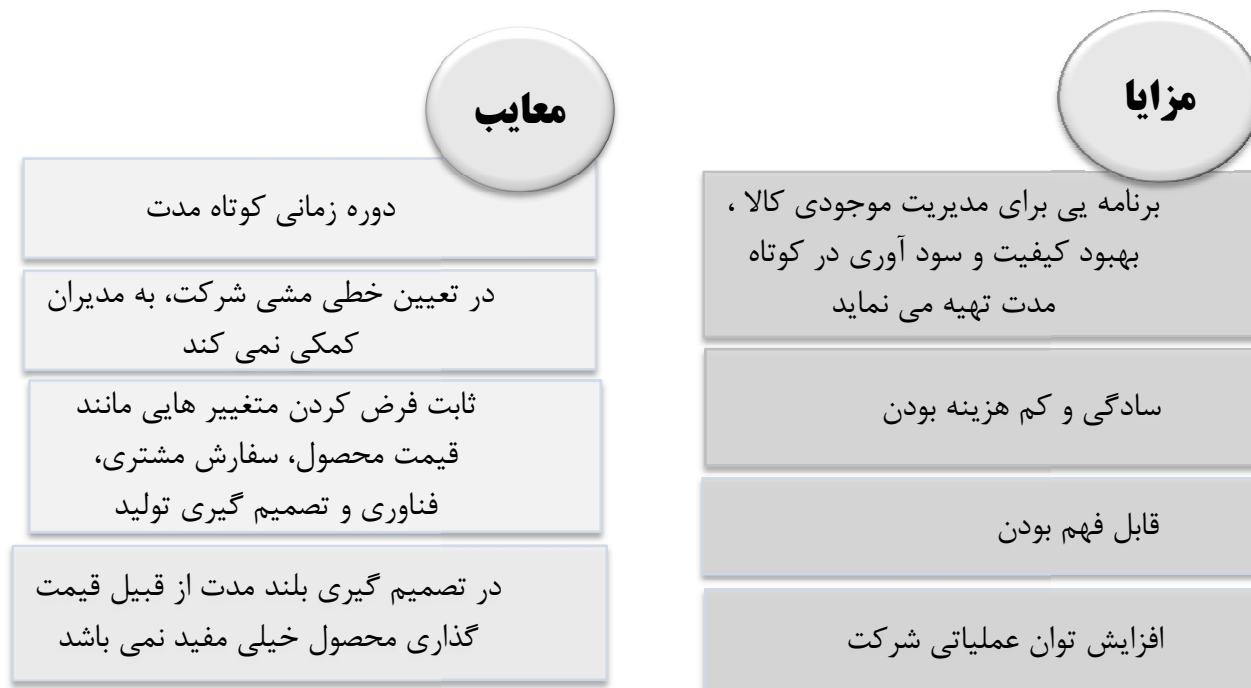 مزایا
برنامه یی برای مدیریت موجودی کالا ،
بهبود کیفیت و سود آوری در کوتاه
مدت تهیه می نماید
سادگی و کم هزینه بودن
قابل فهم بودن
افزایش توان عملیاتی شرکت
معایب
دوره زمانی کوتاه مدت
در تعیین خطی مشی شرکت، به مدیران
کمکی نمی کند
ثابت فرض کردن متغییر هایی مانند
قیمت محصول، سفارش مشتری،
فناوری و تصمیم گیری تولید
در تصمیم گیری بلند مدت از قبیل قیمت
گذاری محصول خیلی مفید نمی باشد